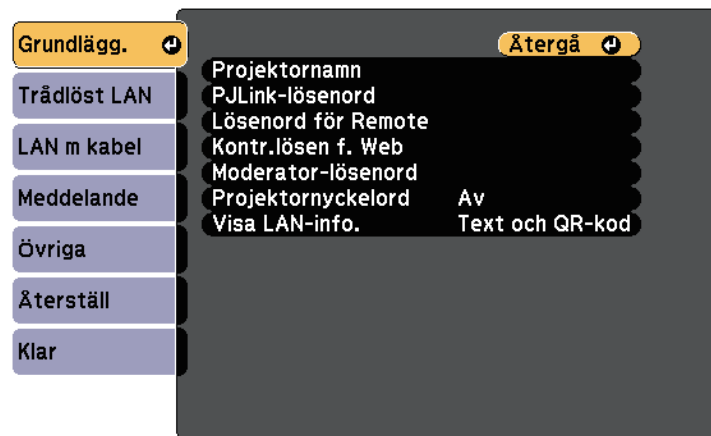 Grundlägg.
Trådlöst LAN
LAN m kabel
Meddelande
Övriga
Återställ
Klar
Återgå
Projektornamn
PJLink-lösenord
Lösenord för Remote
Kontr.lösen f. Web
Moderator-lösenord
Projektornyckelord Av
Visa LAN-info. Text och QR-kod